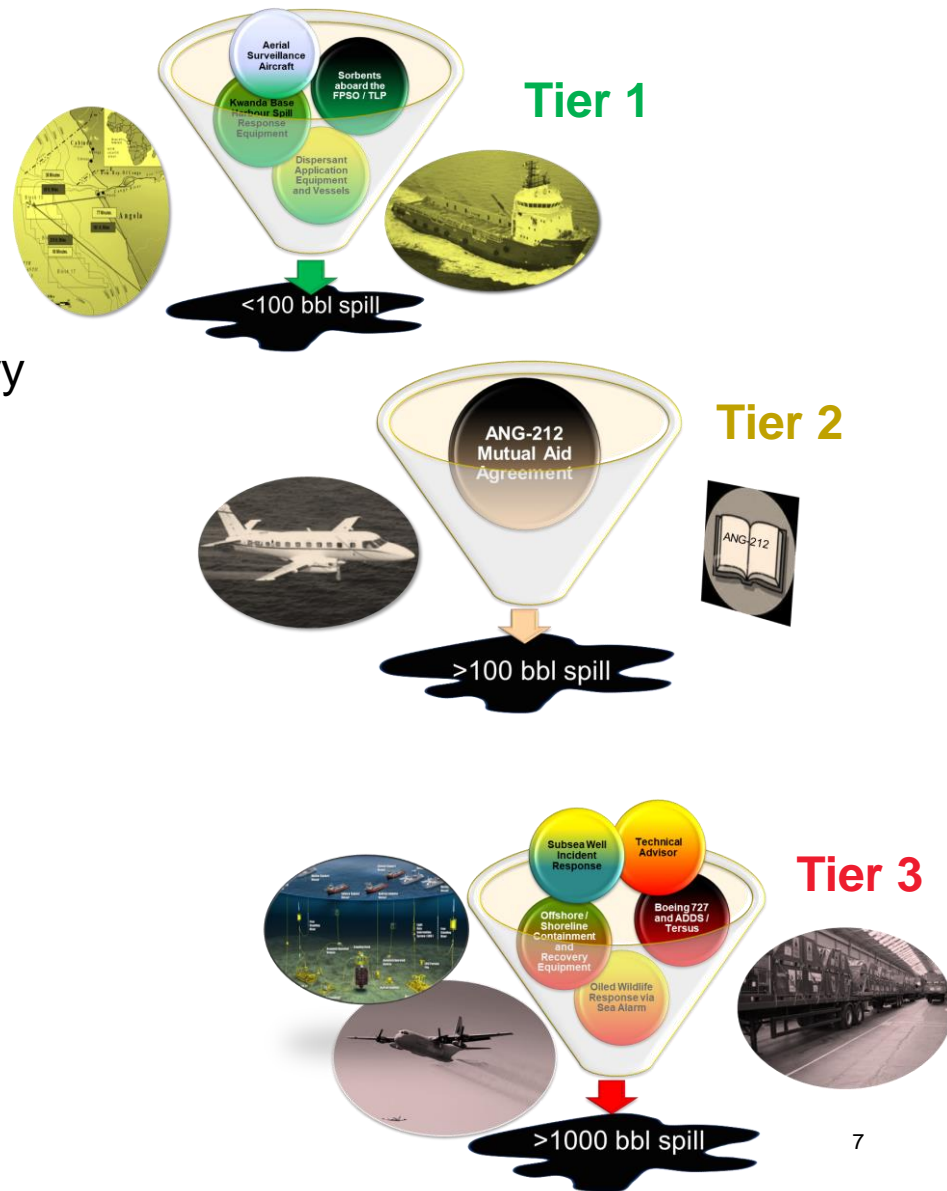 Aerial
Surveillance
Aircraft
Sorbents
aboard the
FPSO / TLP
Kwanda Base
Harbour Spill
Response
Equipment
Dispersant
Application
Equipment
and Vessels
Tier 1
Angola
<100 bbl spill
y
ANG-212
Mutual Aid
Agreement
Tier 2
ANG-212
>100 bbl spill
Subsea Well
Incident
Response
Technical
Advisor
Tier 3
Offshore /
Shoreline
Containment
and
Recovery
Equipment
Boeing 727
and ADDS /
Tersus
Oiled Wildlife
Response via
Sea Alarm
>1000 bbl spill
7